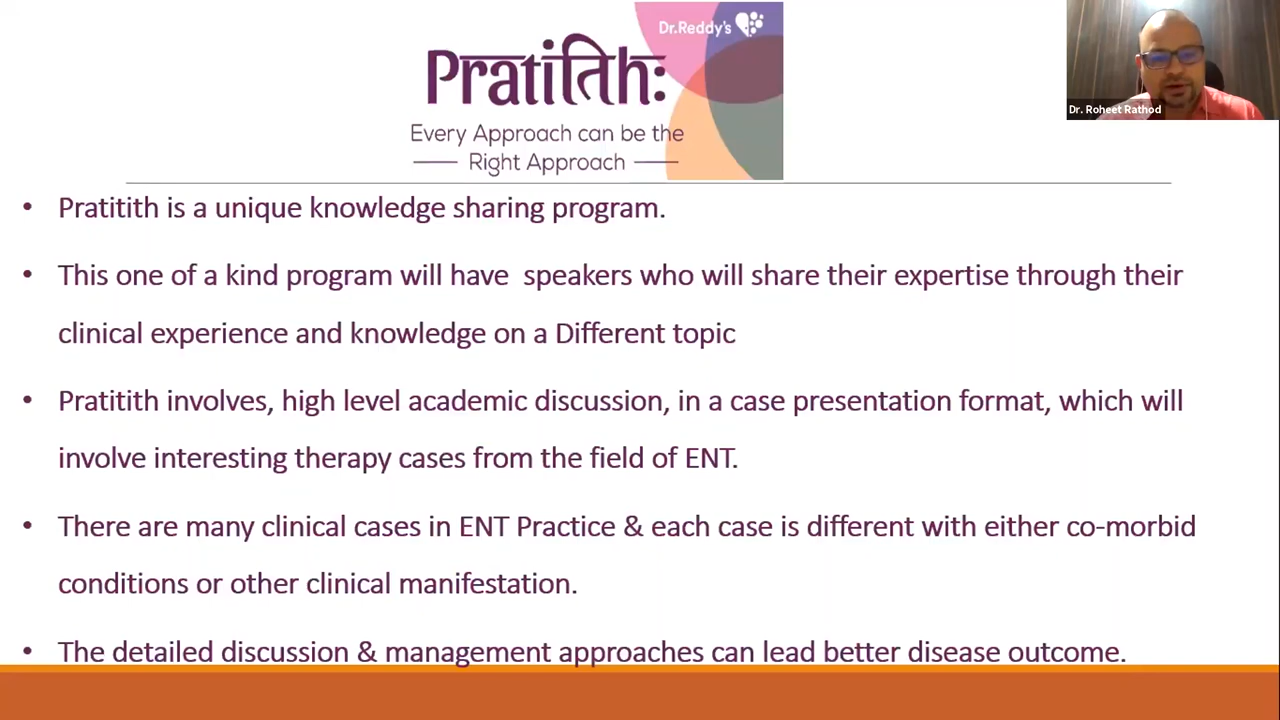 Dr.Reddy's
Pratitिh:
Every Approach can be the
Right Approach
Dr. Roheet Rathod
• Pratitith is a unique knowledge sharing program.
• This one of a kind program will have  speakers who will share their expertise through their
clinical experience and knowledge on a Different topic
• Pratitith involves, high level academic discussion, in a case presentation format, which will
involve interesting therapy cases from the field of ENT.
• There are many clinical cases in ENT Practice & each case is different with either co-morbid
conditions or other clinical manifestation.
• The detailed discussion & management approaches can lead better disease outcome.